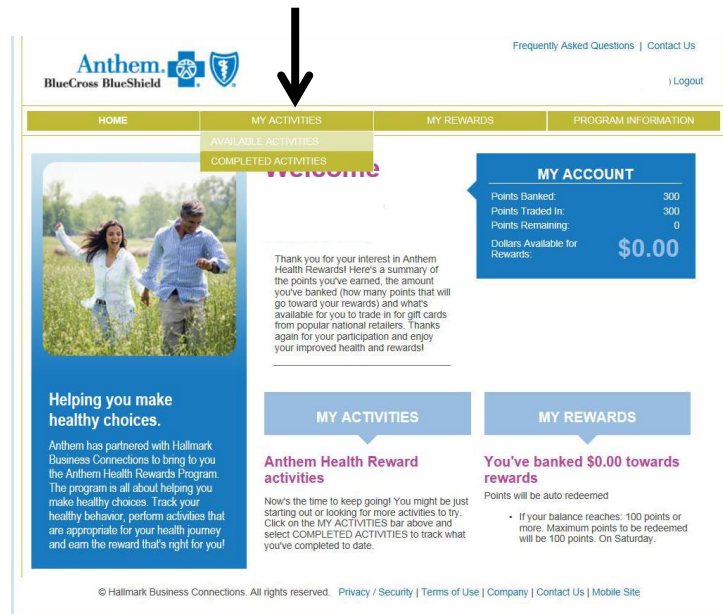 Frequently Asked Questions | Contact Us
Anthem.
BlueCross BlueShield
) Logout
HOME
MY ACTIVITIES
MY REWARDS
PROGRAM INFORMATION
AVAILABLE ACTIVITIES
COMPLETED ACTIVITIES
Welcome
Thank you for your interest in Anthem
Health Rewards! Here's a summary of
the points you've earned, the amount
you've banked (how many points that will
go toward your rewards) and what's
available for you to trade in for gift cards
from popular national retailers. Thanks
again for your participation and enjoy
your improved health and rewards!
MY ACCOUNT
Points Banked: 300
Points Traded In: 300
Points Remaining: 0
Dollars Available for
Rewards: $0.00
Helping you make
healthy choices.
Anthem has partnered with Hallmark
Business Connections to bring to you
the Anthem Health Rewards Program.
The program is all about helping you
make healthy choices. Track your
healthy behavior, perform activities that
are appropriate for your health journey
and earn the reward that's right for you!
MY ACTIVITIES
Anthem Health Reward
activities
Now's the time to keep going! You might be just
starting out or looking for more activities to try.
Click on the MY ACTIVITIES bar above and
select COMPLETED ACTIVITIES to track what
you've completed to date.
MY REWARDS
You've banked $0.00 towards
rewards
Points will be auto redeemed
• If your balance reaches: 100 points or
more. Maximum points to be redeemed
will be 100 points. On Saturday.
© Hallmark Business Connections. All rights reserved. Privacy / Security | Terms of Use | Company | Contact Us | Mobile Site